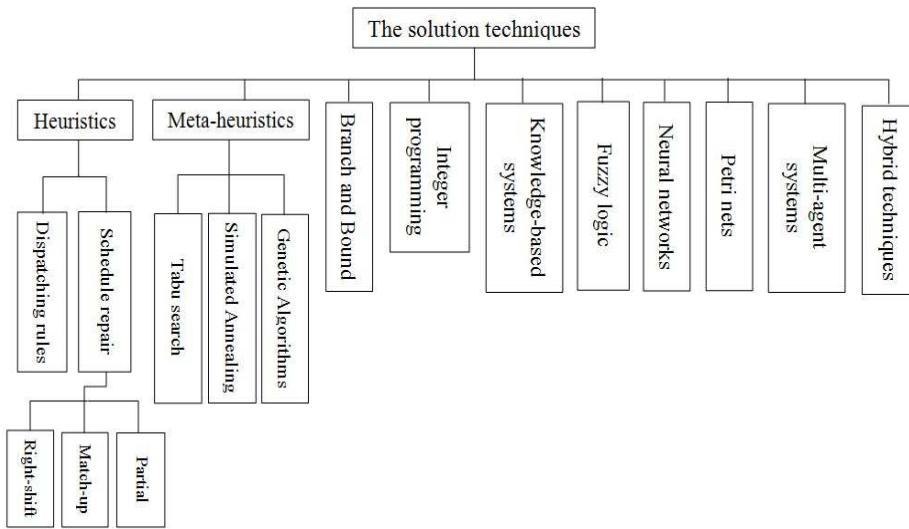 The solution techniques
Heuristics
Meta-heuristics
Branch and Bound
Integer
programming
Knowledge-based
systems
Fuzzy logic
Neural networks
Petri nets
Multi-agent
systems
Hybrid techniques
Dispatching rules
Schedule repair
Tabu search
Simulated Annealing
Genetic Algorithms
Right-shift
Match-up
Partial